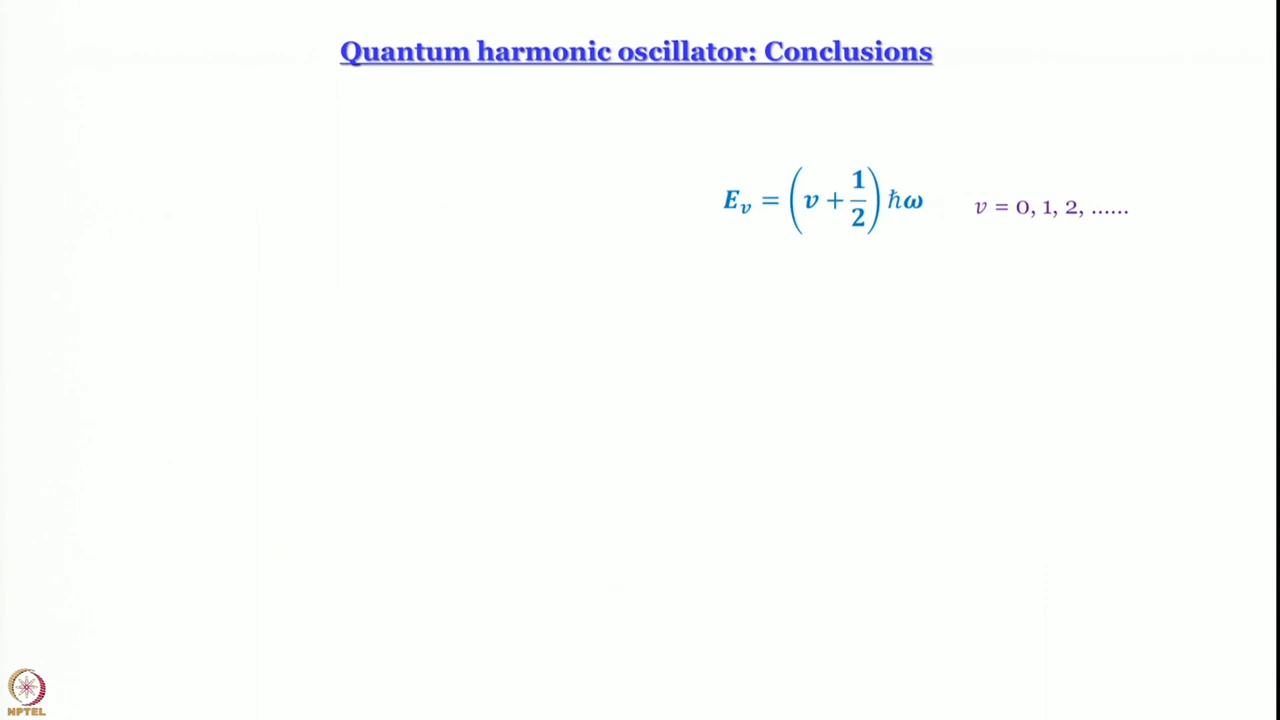 Quantum harmonic oscillator: Conclusions
E_v = (v + 1/2) ℏω    v = 0, 1, 2, ......
NPTEL